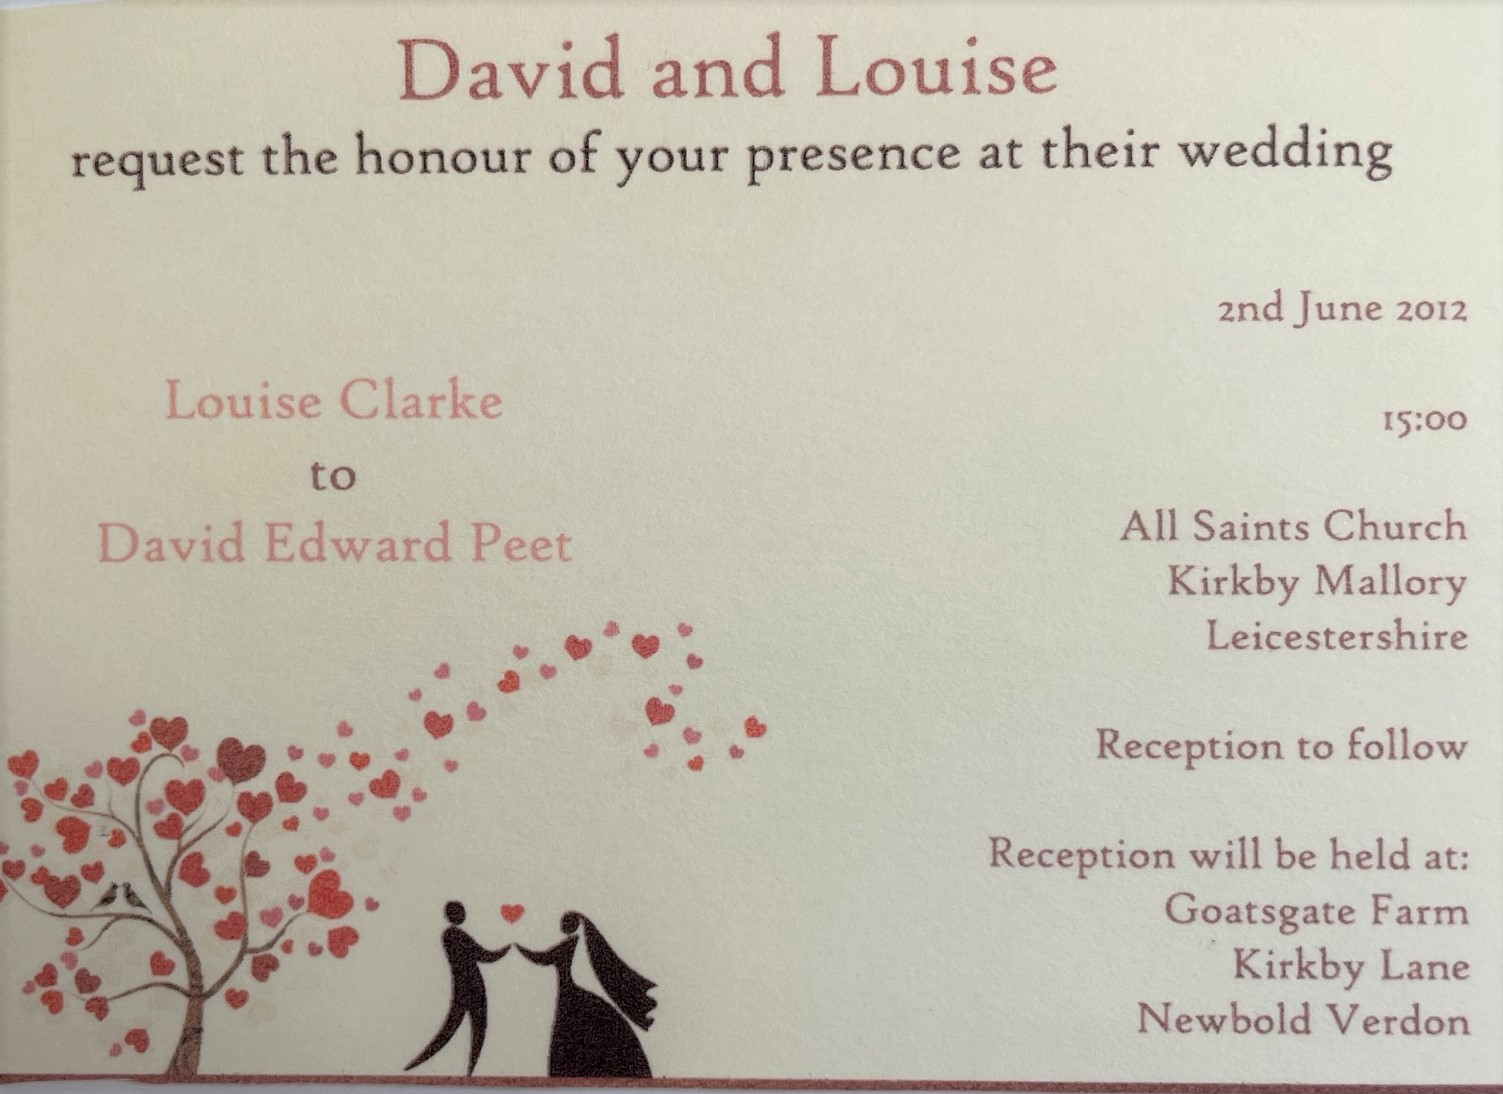 David and Louise
request the honour of your presence at their wedding
Louise Clarke
to
David Edward Peet
2nd June 2012
15:00
All Saints Church
Kirkby Mallory
Leicestershire
Reception to follow
Reception will be held at:
Goatsgate Farm
Kirkby Lane
Newbold Verdon